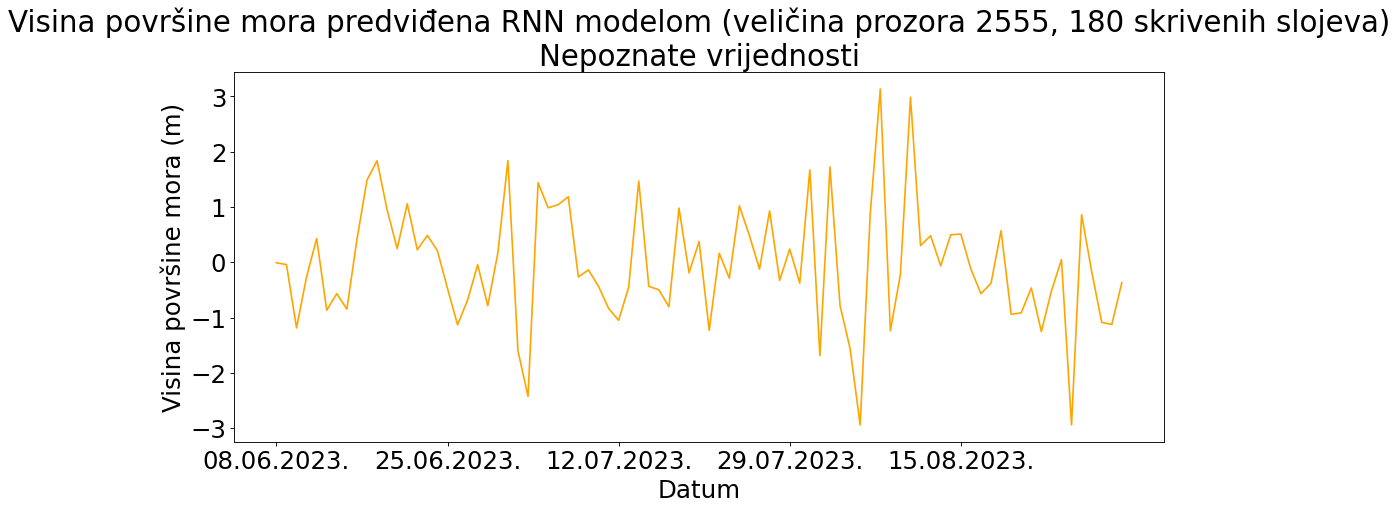 Visina površine mora predviđena RNN modelom (veličina prozora 2555, 180 skrivenih slojeva)
Nepoznate vrijednosti
Visina površine mora (m)
3
2
1
0
−1
−2
−3
08.06.2023. 25.06.2023. 12.07.2023. 29.07.2023. 15.08.2023.
Datum